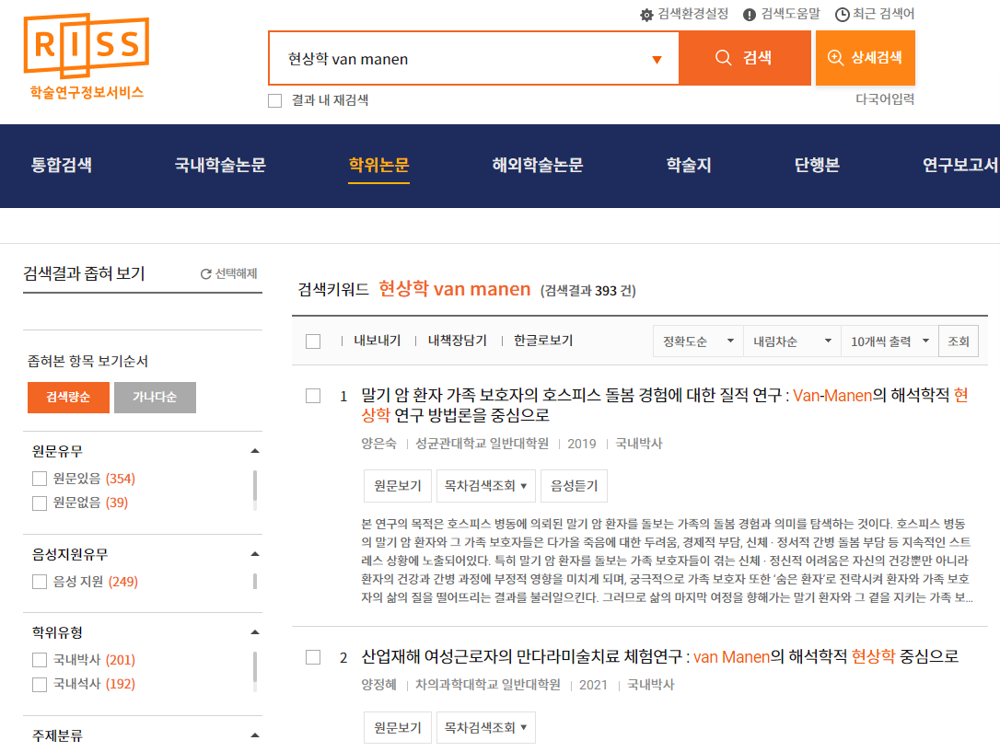 RISS
학술연구정보서비스
검색환경설정 검색도움말 최근 검색어
현상학 van manen
검색 상세검색
결과 내 재검색
다국어입력
통합검색 국내학술논문 학위논문 해외학술논문 학술지 단행본 연구보고서
검색결과 좁혀 보기
선택해제
좁혀본 항목 보기순서
검색량순 가나다순
원문유무
원문있음 (354)
원문없음 (39)
음성지원유무
음성 지원 (249)
학위유형
국내박사 (201)
국내석사 (192)
주제분류
검색키워드 현상학 van manen (검색결과 393 건)
내보내기 내책장담기 한글로보기
정확도순 내림차순 10개씩 출력 조회
1 말기 암 환자 가족 보호자의 호스피스 돌봄 경험에 대한 질적 연구 : Van-Manen의 해석학적 현
상학 연구 방법론을 중심으로
양은숙 | 성균관대학교 일반대학원 | 2019 | 국내박사
원문보기 목차검색조회 음성듣기
본 연구의 목적은 호스피스 병동에 의뢰된 말기 암 환자를 돌보는 가족의 돌봄 경험과 의미를 탐색하는 것이다. 호스피스 병동
의 말기 암 환자와 그 가족 보호자들은 다가올 죽음에 대한 두려움, 경제적 부담, 신체 · 정서적 간병 돌봄 부담 등 지속적인 스트
레스 상황에 노출되어있다. 특히 말기 암 환자를 돌보는 가족 보호자들이 겪는 신체 · 정신적 어려움은 자신의 건강뿐만 아니라
환자의 건강과 간병 과정에 부정적 영향을 미치게 되며, 궁극적으로 가족 보호자 또한 ‘숨은 환자’로 전락시켜 환자와 가족 보호
자의 삶의 질을 떨어뜨리는 결과를 불러일으킨다. 그러므로 삶의 마지막 여정을 향해가는 말기 환자와 그 곁을 지키는 가족 보...
2 산업재해 여성근로자의 만다라미술치료 체험연구 : van Manen의 해석학적 현상학 중심으로
양정혜 | 차의과학대학교 일반대학원 | 2021 | 국내박사
원문보기 목차검색조회